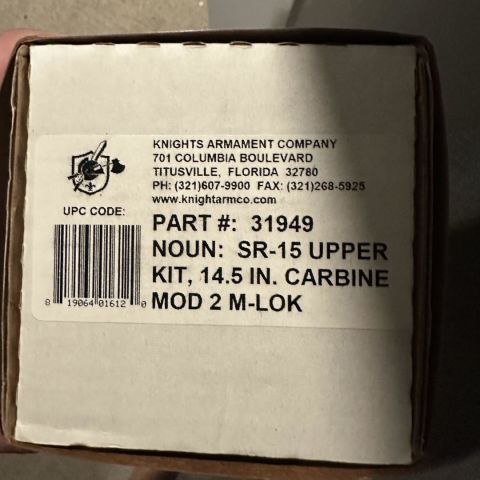 KNIGHTS ARMAMENT COMPANY
701 COLUMBIA BOULEVARD
TITUSVILLE, FLORIDA 32780
PH: (321)607-9900 FAX: (321)268-5925
www.knightarmco.com
UPC CODE:
8 19064 01612 0
PART #: 31949
NOUN: SR-15 UPPER
KIT, 14.5 IN. CARBINE
MOD 2 M-LOK